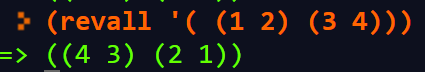 (revall '( (1 2) (3 4)))
=> ((4 3) (2 1))